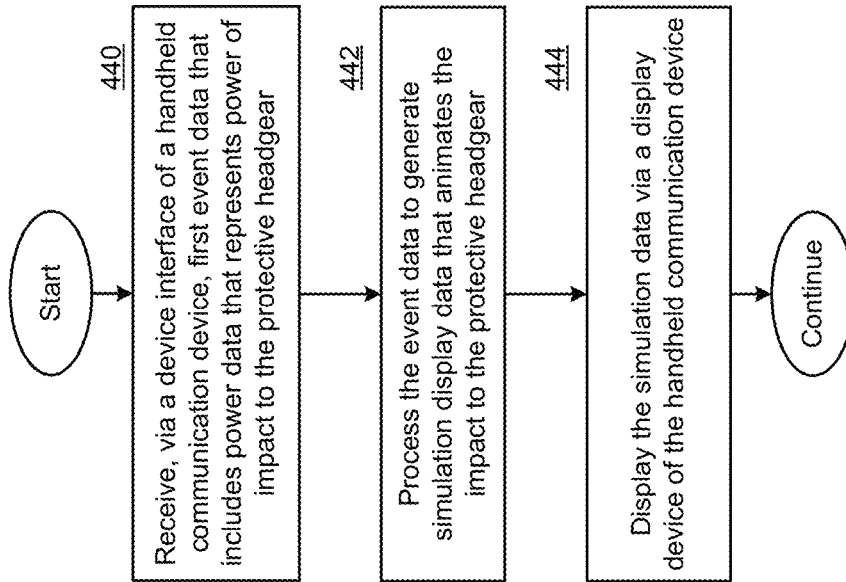 Start
440
Receive, via a device interface of a handheld
communication device, first event data that
includes power data that represents power of
impact to the protective headgear
442
Process the event data to generate
simulation display data that animates the
impact to the protective headgear
444
Display the simulation data via a display
device of the handheld communication device
Continue